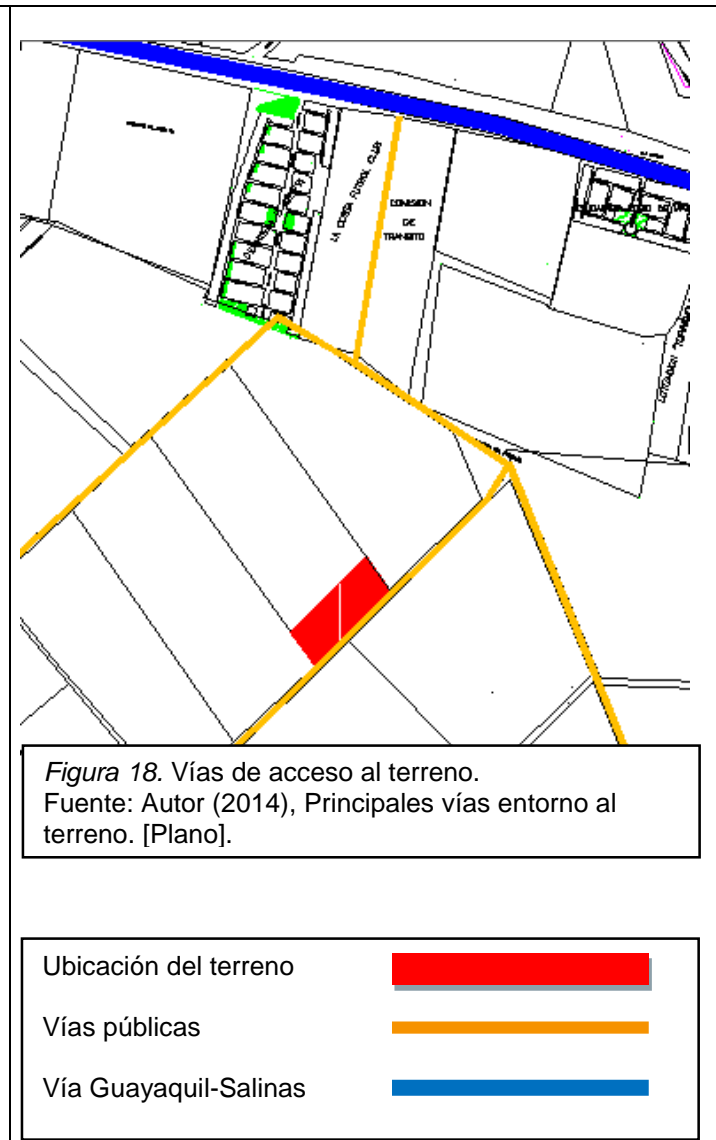 LA COSTA FUTBOL CLUB
COMISION
DE
TRANSITO
Figura 18. Vías de acceso al terreno.
Fuente: Autor (2014), Principales vías entorno al
terreno. [Plano].
Ubicación del terreno
Vías públicas
Vía Guayaquil-Salinas